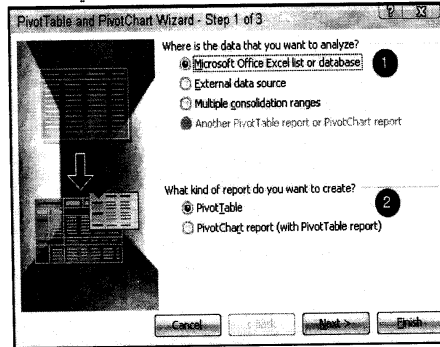 PivotTable and PivotChart Wizard - Step 1 of 3
Where is the data that you want to analyze?
Microsoft Office Excel list or database
1
External data source
Multiple consolidation ranges
Another PivotTable report or PivotChart report
What kind of report do you want to create?
2
PivotTable
PivotChart report (with PivotTable report)
Cancel < Back Next > Finish